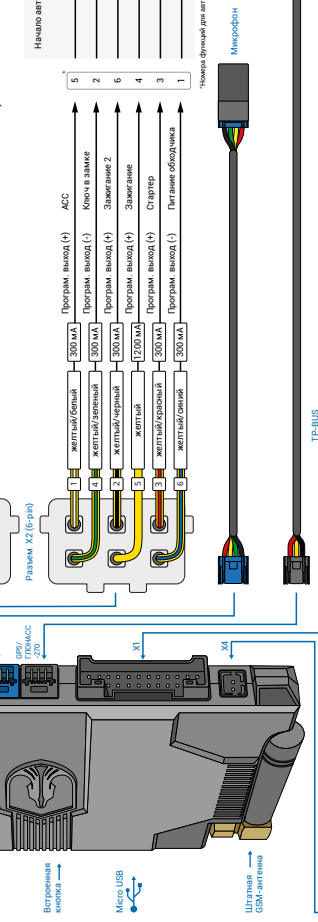 Начало авт
*
5
2
6
4
3
1
*Номера функций для авт
Микрофон
Програм. выход (+) АСС
Програм. выход (-) Ключ в замке
Програм. выход (+) Зажигание 2
Програм. выход (+) Зажигание
Програм. выход (+) Стартер
Програм. выход (-) Питание обходчика
300 мА
300 мА
300 мА
1200 мА
300 мА
300 мА
желтый/белый
желтый/зеленый
желтый/черный
желтый
желтый/красный
желтый/синий
1
4
2
5
3
6
Разъем X2 (6-pin)
TP-BUS
GPS/
ГЛОНАСС
-270
X1
X4
Встроенная
кнопка
Micro USB
Штатная
GSM-антенна